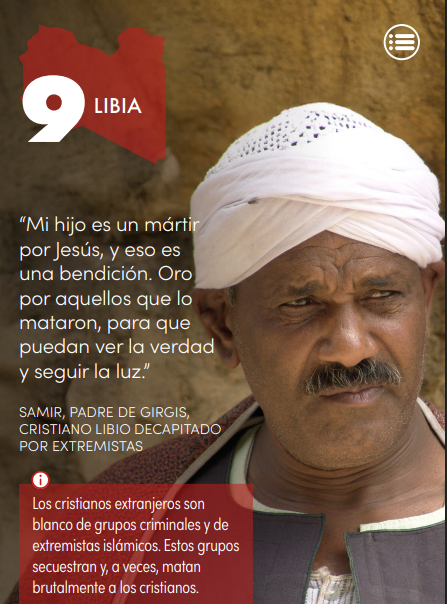 9 LIBIA
“Mi hijo es un mártir
por Jesús, y eso es
una bendición. Oro
por aquellos que lo
mataron, para que
puedan ver la verdad
y seguir la luz.”
SAMIR, PADRE DE GIRGIS,
CRISTIANO LIBIO DECAPITADO
POR EXTREMISTAS
i
Los cristianos extranjeros son
blanco de grupos criminales y de
extremistas islámicos. Estos grupos
secuestran y, a veces, matan
brutalmente a los cristianos.